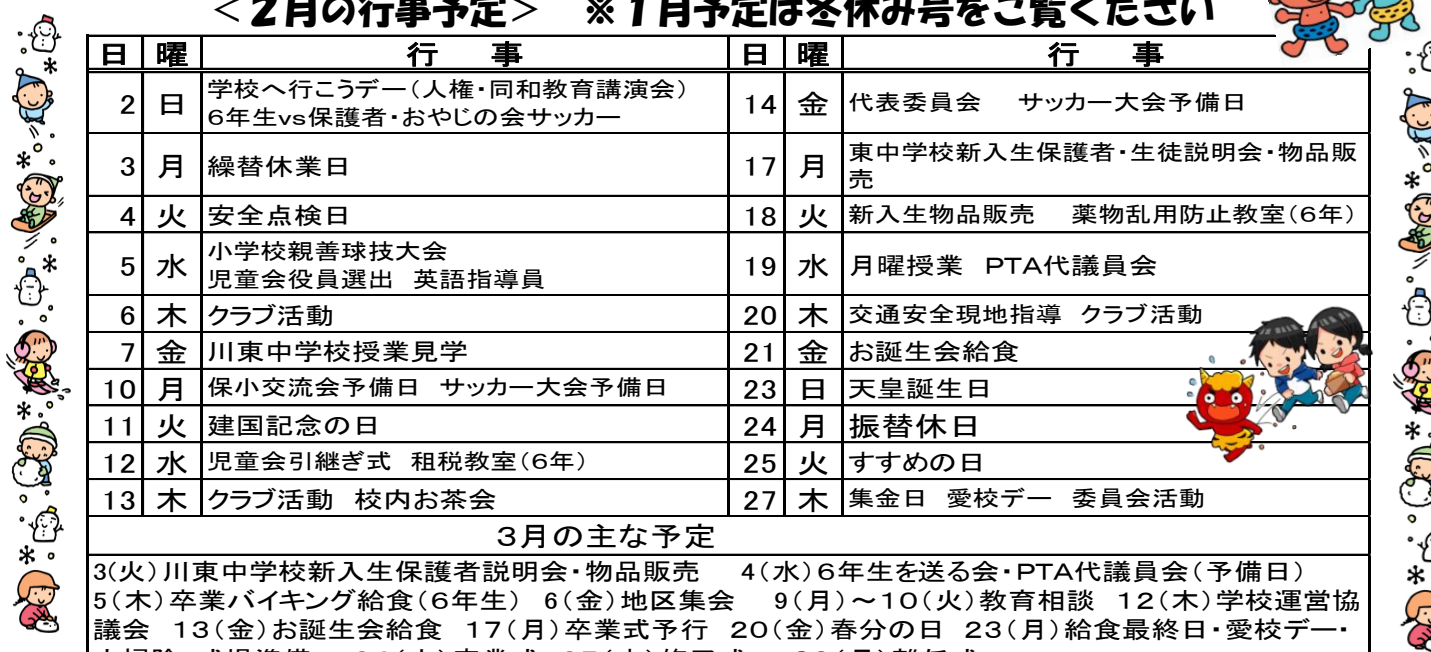 <2月の行事予定> ※1月予定は冬休み号をご覧ください
日 曜 行 事
2 日 学校へ行こうデー(人権・同和教育講演会)
6年生vs保護者・おやじの会サッカー
3 月 繰替休業日
4 火 安全点検日
5 水 小学校親善球技大会
児童会役員選出 英語指導員
6 木 クラブ活動
7 金 川東中学校授業見学
10 月 保小交流会予備日 サッカー大会予備日
11 火 建国記念の日
12 水 児童会引継ぎ式 租税教室(6年)
13 木 クラブ活動 校内お茶会
日 曜 行 事
14 金 代表委員会 サッカー大会予備日
17 月 東中学校新入生保護者・生徒説明会・物品販
売
18 火 新入生物品販売 薬物乱用防止教室(6年)
19 水 月曜授業 PTA代議員会
20 木 交通安全現地指導 クラブ活動
21 金 お誕生会給食
23 日 天皇誕生日
24 月 振替休日
25 火 すすめの日
27 木 集金日 愛校デー 委員会活動
3月の主な予定
3(火)川東中学校新入生保護者説明会・物品販売 4(水)6年生を送る会・PTA代議員会(予備日)
5(木)卒業バイキング給食(6年生) 6(金)地区集会 9(月)~10(火)教育相談 12(木)学校運営協
議会 13(金)お誕生会給食 17(月)卒業式予行 20(金)春分の日 23(月)給食最終日・愛校デー・